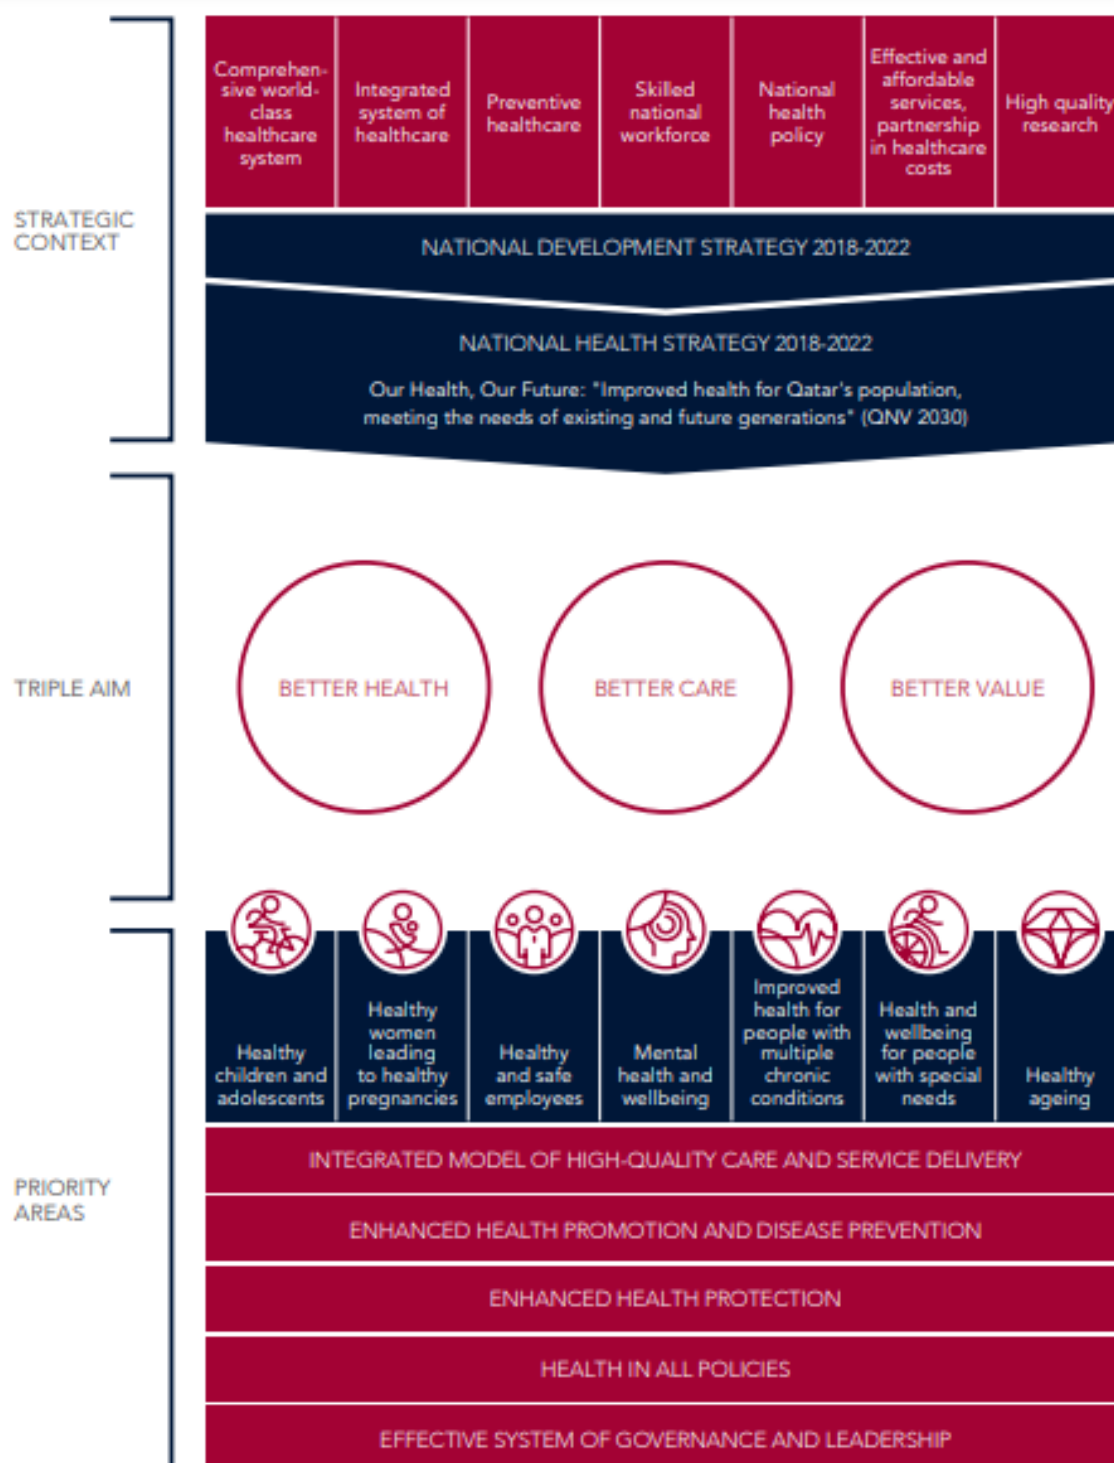 STRATEGIC
CONTEXT
Comprehen-
sive world-
class
healthcare
system
Integrated
system of
healthcare
Preventive
healthcare
Skilled
national
workforce
National
health
policy
Effective and
affordable
services,
partnership
in healthcare
costs
High quality
research
NATIONAL DEVELOPMENT STRATEGY 2018-2022
NATIONAL HEALTH STRATEGY 2018-2022
Our Health, Our Future: "Improved health for Qatar's population,
meeting the needs of existing and future generations" (QNV 2030)
TRIPLE AIM
BETTER HEALTH
BETTER CARE
BETTER VALUE
PRIORITY
AREAS
Healthy
children and
adolescents
Healthy
women
leading
to healthy
pregnancies
Healthy
and safe
employees
Mental
health and
wellbeing
Improved
health for
people with
multiple
chronic
conditions
Health and
wellbeing
for people
with special
needs
Healthy
ageing
INTEGRATED MODEL OF HIGH-QUALITY CARE AND SERVICE DELIVERY
ENHANCED HEALTH PROMOTION AND DISEASE PREVENTION
ENHANCED HEALTH PROTECTION
HEALTH IN ALL POLICIES
EFFECTIVE SYSTEM OF GOVERNANCE AND LEADERSHIP